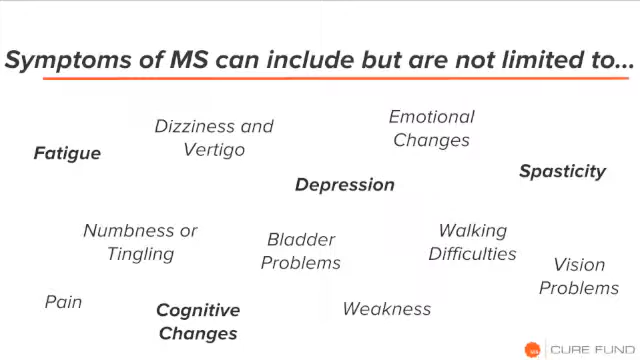 Symptoms of MS can include but are not limited to...
Emotional
Changes
Dizziness and
Vertigo
Fatigue
Spasticity
Depression
Numbness or
Tingling
Bladder
Problems
Walking
Difficulties
Vision
Problems
Pain
Cognitive
Changes
Weakness
CURE FUND